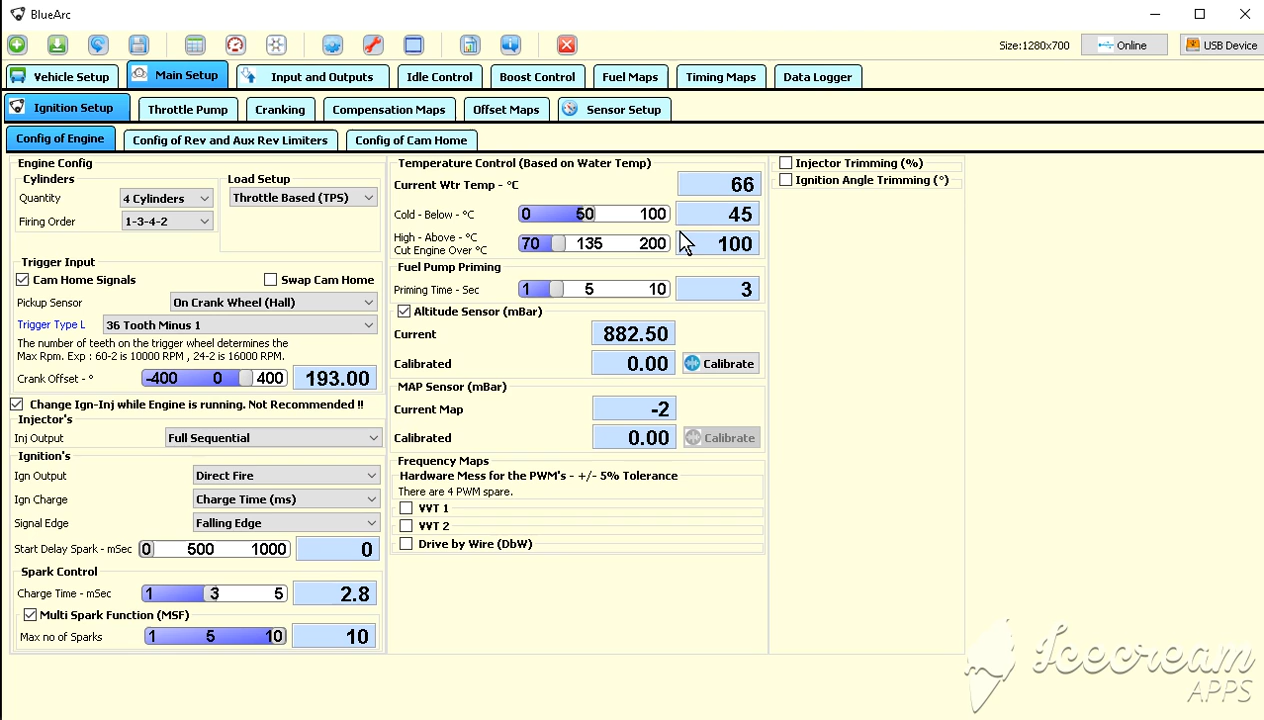 BlueArc
Size:1280x700
Online
USB Device
Vehicle Setup
Main Setup
Input and Outputs
Idle Control
Boost Control
Fuel Maps
Timing Maps
Data Logger
Ignition Setup
Throttle Pump
Cranking
Compensation Maps
Offset Maps
Sensor Setup
Config of Engine
Config of Rev and Aux Rev Limiters
Config of Cam Home
Engine Config
Cylinders
Quantity
4 Cylinders
Firing Order
1-3-4-2
Load Setup
Throttle Based (TPS)
Trigger Input
Cam Home Signals
Swap Cam Home
Pickup Sensor
On Crank Wheel (Hall)
Trigger Type L
36 Tooth Minus 1
The number of teeth on the trigger wheel determines the
Max Rpm. Exp : 60-2 is 10000 RPM , 24-2 is 16000 RPM.
Crank Offset - °
-400 0 400
193.00
Change Ign-Inj while Engine is running. Not Recommended !!
Injector's
Inj Output
Full Sequential
Ignition's
Ign Output
Direct Fire
Ign Charge
Charge Time (ms)
Signal Edge
Falling Edge
Start Delay Spark - mSec
0 500 1000
0
Spark Control
Charge Time - mSec
1 3 5
2.8
Multi Spark Function (MSF)
Max no of Sparks
1 5 10
10
Temperature Control (Based on Water Temp)
Current Wtr Temp - °C
66
Cold - Below - °C
0 50 100
45
High - Above - °C
Cut Engine Over °C
70 135 200
100
Fuel Pump Priming
Priming Time - Sec
1 5 10
3
Altitude Sensor (mBar)
Current
882.50
Calibrated
0.00
Calibrate
MAP Sensor (mBar)
Current Map
-2
Calibrated
0.00
Calibrate
Frequency Maps
Hardware Mess for the PWM's - +/- 5% Tolerance
There are 4 PWM spare.
VVT 1
VVT 2
Drive by Wire (DbW)
Injector Trimming (%)
Ignition Angle Trimming (°)
Icecream
APPS